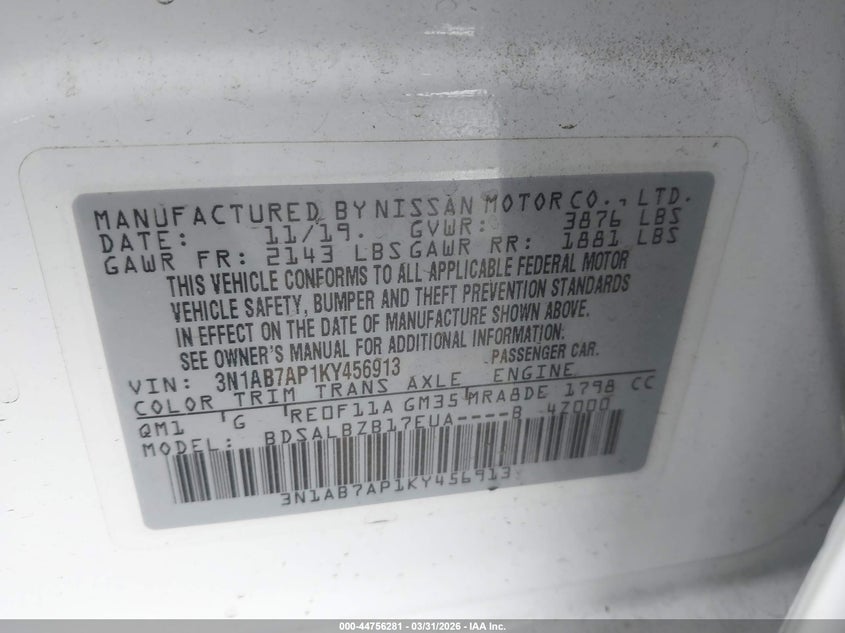 MANUFACTURED BY NISSAN MOTOR CO., LTD.
DATE: 11/19. GVWR: 3876 LBS
GAWR FR: 2143 LBS GAWR RR: 1881 LBS
THIS VEHICLE CONFORMS TO ALL APPLICABLE FEDERAL MOTOR
VEHICLE SAFETY, BUMPER AND THEFT PREVENTION STANDARDS
IN EFFECT ON THE DATE OF MANUFACTURE SHOWN ABOVE.
SEE OWNER'S MANUAL FOR ADDITIONAL INFORMATION.
PASSENGER CAR.
VIN: 3N1AB7AP1KY456913
COLOR TRIM TRANS AXLE ENGINE
QM1 G RE0F11A GM35 MRA8DE 1798 CC
MODEL: BDSALBZB17EUA----B 4Z000
3N1AB7AP1KY456913
000-44756281 - 03/31/2026 - IAA Inc.